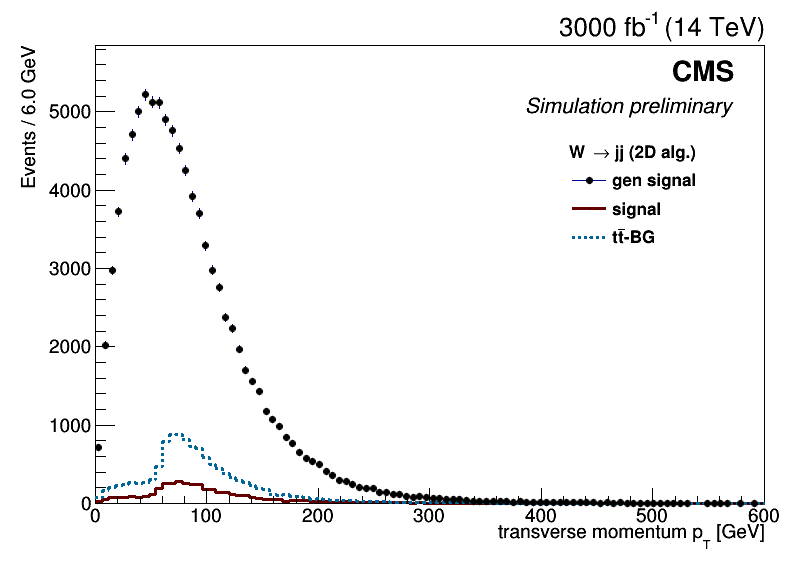 3000 fb⁻¹ (14 TeV)
Events / 6.0 GeV
CMS
Simulation preliminary
W → jj (2D alg.)
gen signal
signal
tt̄-BG
5000
4000
3000
2000
1000
0
0 100 200 300 400 500 600
transverse momentum p_T [GeV]